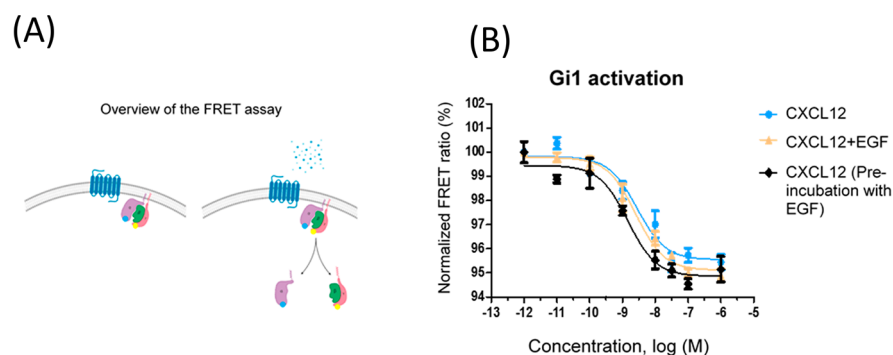 (A)
Overview of the FRET assay
(B)
Gi1 activation
Normalized FRET ratio (%)
102
101
100
99
98
97
96
95
94
-13 -12 -11 -10 -9 -8 -7 -6 -5
Concentration, log (M)
CXCL12
CXCL12+EGF
CXCL12 (Pre-
incubation with
EGF)